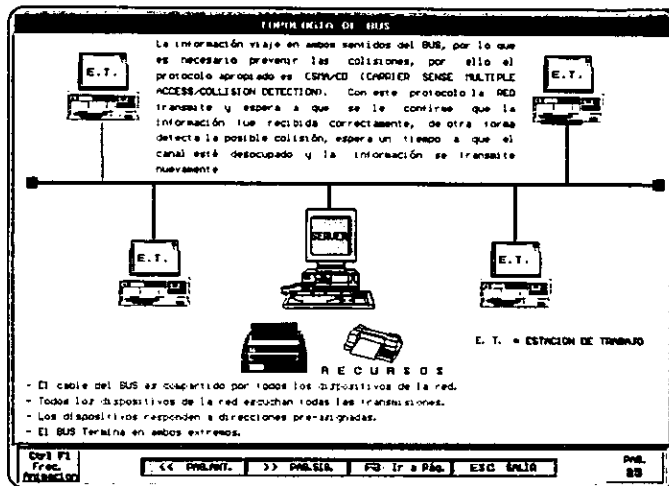 TOPOLOGIA DE BUS
La información viaja en ambos sentidos del BUS, por lo que
es necesario prevenir las colisiones, por ello el
protocolo apropiado es CSMA/CD (CARRIER SENSE MULTIPLE
ACCESS/COLLISION DETECTION). Con este protocolo la RED
transmite y espera a que se le confirme que la
información fue recibida correctamente, de otra forma
detecta la posible colisión, espera un tiempo a que el
canal esté desocupado y la información se transmite
nuevamente
E.T.
E.T.
E.T.
SERVER
E.T.
E. T. = ESTACION DE TRABAJO
R E C U R S O S
- El cable del BUS es compartido por todos los dispositivos de la red.
- Todos los dispositivos de la red escuchan todas las transmisiones.
- Los dispositivos responden a direcciones pre-asignadas.
- El BUS Termina en ambos extremos.
Ctrl F1
Frec.
Animacion
<< PAG.ANT.
>> PAG.SIG.
F3 Ir a Pág.
ESC SALIR
PAG.